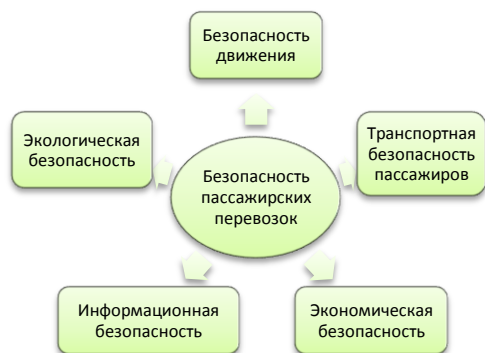 Безопасность
движения
Экологическая
безопасность
Транспортная
безопасность
пассажиров
Безопасность
пассажирских
перевозок
Информационная
безопасность
Экономическая
безопасность